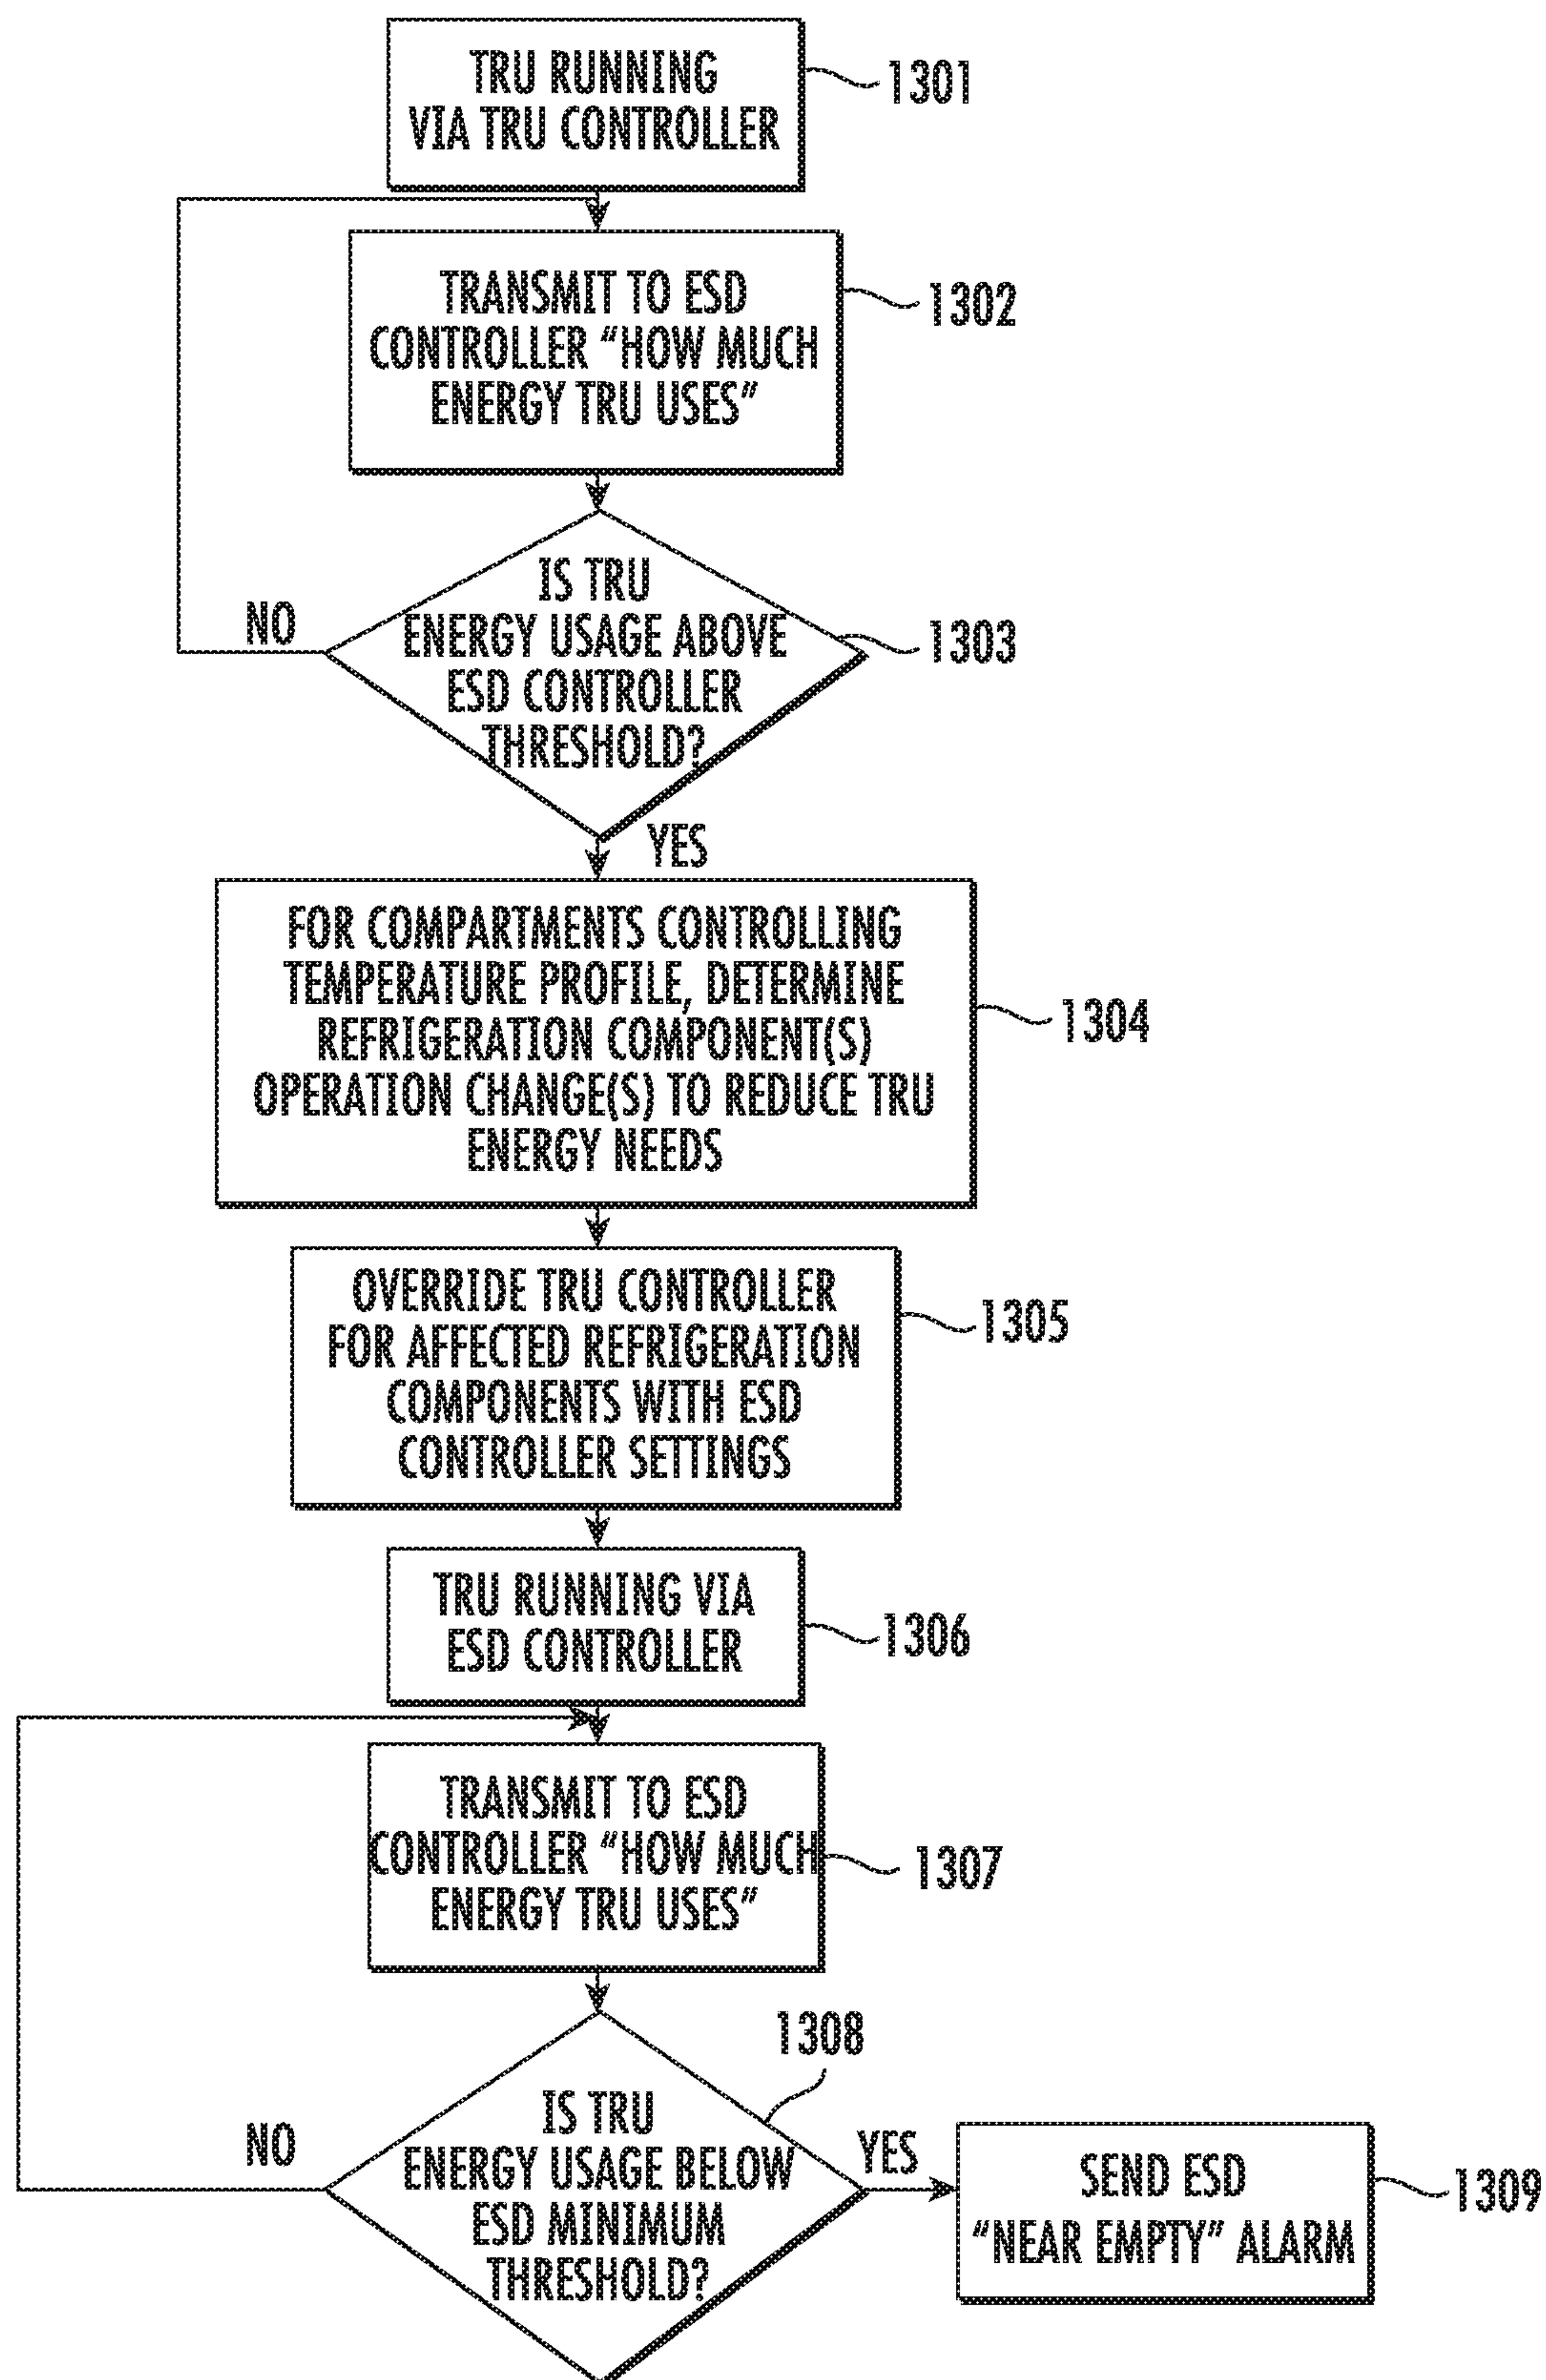 TRU RUNNING
VIA TRU CONTROLLER
1301
TRANSMIT TO ESD
CONTROLLER “HOW MUCH
ENERGY TRU USES”
1302
IS TRU
ENERGY USAGE ABOVE
ESD CONTROLLER
THRESHOLD?
1303
NO
YES
FOR COMPARTMENTS CONTROLLING
TEMPERATURE PROFILE, DETERMINE
REFRIGERATION COMPONENT(S)
OPERATION CHANGE(S) TO REDUCE TRU
ENERGY NEEDS
1304
OVERRIDE TRU CONTROLLER
FOR AFFECTED REFRIGERATION
COMPONENTS WITH ESD
CONTROLLER SETTINGS
1305
TRU RUNNING VIA
ESD CONTROLLER
1306
TRANSMIT TO ESD
CONTROLLER “HOW MUCH
ENERGY TRU USES”
1307
1308
IS TRU
ENERGY USAGE BELOW
ESD MINIMUM
THRESHOLD?
NO
YES
SEND ESD
“NEAR EMPTY” ALARM
1309